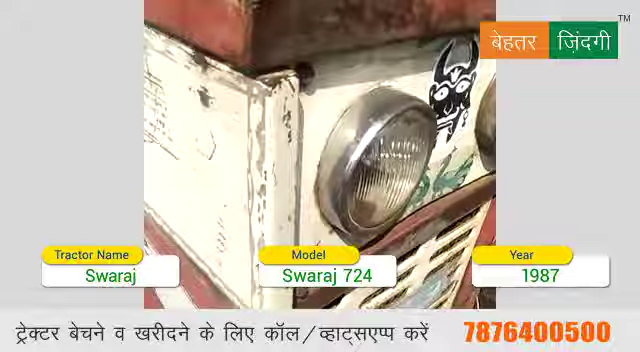 बेहतर ज़िंदगी TM
Tractor Name
Swaraj
Model
Swaraj 724
Year
1987
ट्रेक्टर बेचने व खरीदने के लिए कॉल/व्हाट्सएप्प करें 7876400500